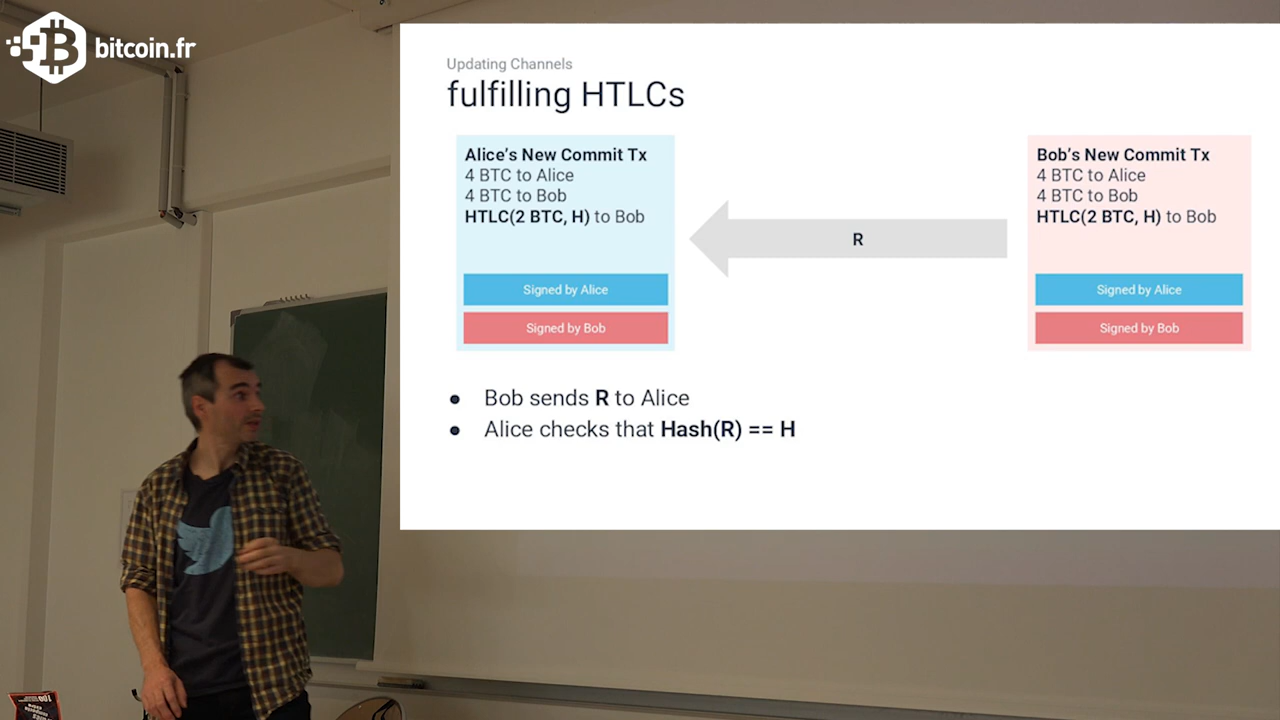 bitcoin.fr
Updating Channels
fulfilling HTLCs
Alice's New Commit Tx
4 BTC to Alice
4 BTC to Bob
HTLC(2 BTC, H) to Bob
Signed by Alice
Signed by Bob
R
Bob's New Commit Tx
4 BTC to Alice
4 BTC to Bob
HTLC(2 BTC, H) to Bob
Signed by Alice
Signed by Bob
● Bob sends R to Alice
● Alice checks that Hash(R) == H